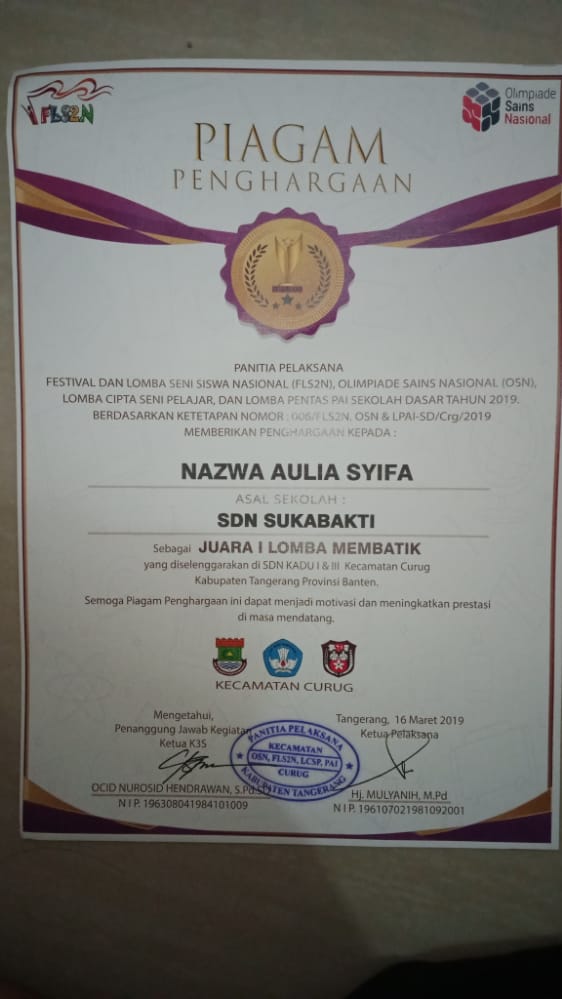 FLS2N
Olimpiade
Sains
Nasional
PIAGAM
PENGHARGAAN
PANITIA PELAKSANA
FESTIVAL DAN LOMBA SENI SISWA NASIONAL (FLS2N), OLIMPIADE SAINS NASIONAL (OSN),
LOMBA CIPTA SENI PELAJAR, DAN LOMBA PENTAS PAI SEKOLAH DASAR TAHUN 2019.
BERDASARKAN KETETAPAN NOMOR : 006/FLS2N, OSN & LPAI-SD/Crg/2019
MEMBERIKAN PENGHARGAAN KEPADA :
NAZWA AULIA SYIFA
ASAL SEKOLAH :
SDN SUKABAKTI
Sebagai JUARA I LOMBA MEMBATIK
yang diselenggarakan di SDN KADU I & III Kecamatan Curug
Kabupaten Tangerang Provinsi Banten.
Semoga Piagam Penghargaan ini dapat menjadi motivasi dan meningkatkan prestasi
di masa mendatang.
KECAMATAN CURUG
Mengetahui,
Penanggung Jawab Kegiatan
Ketua K3S
OCID NUROSID HENDRAWAN, S.Pd.SD
N I P. 196308041984101009
Tangerang, 16 Maret 2019
Ketua Pelaksana
Hj. MULYANIH, M.Pd
N I P. 196107021981092001
PANITIA PELAKSANA
KECAMATAN
OSN, FLS2N, LCSP, PAI
CURUG
KABUPATEN TANGERANG